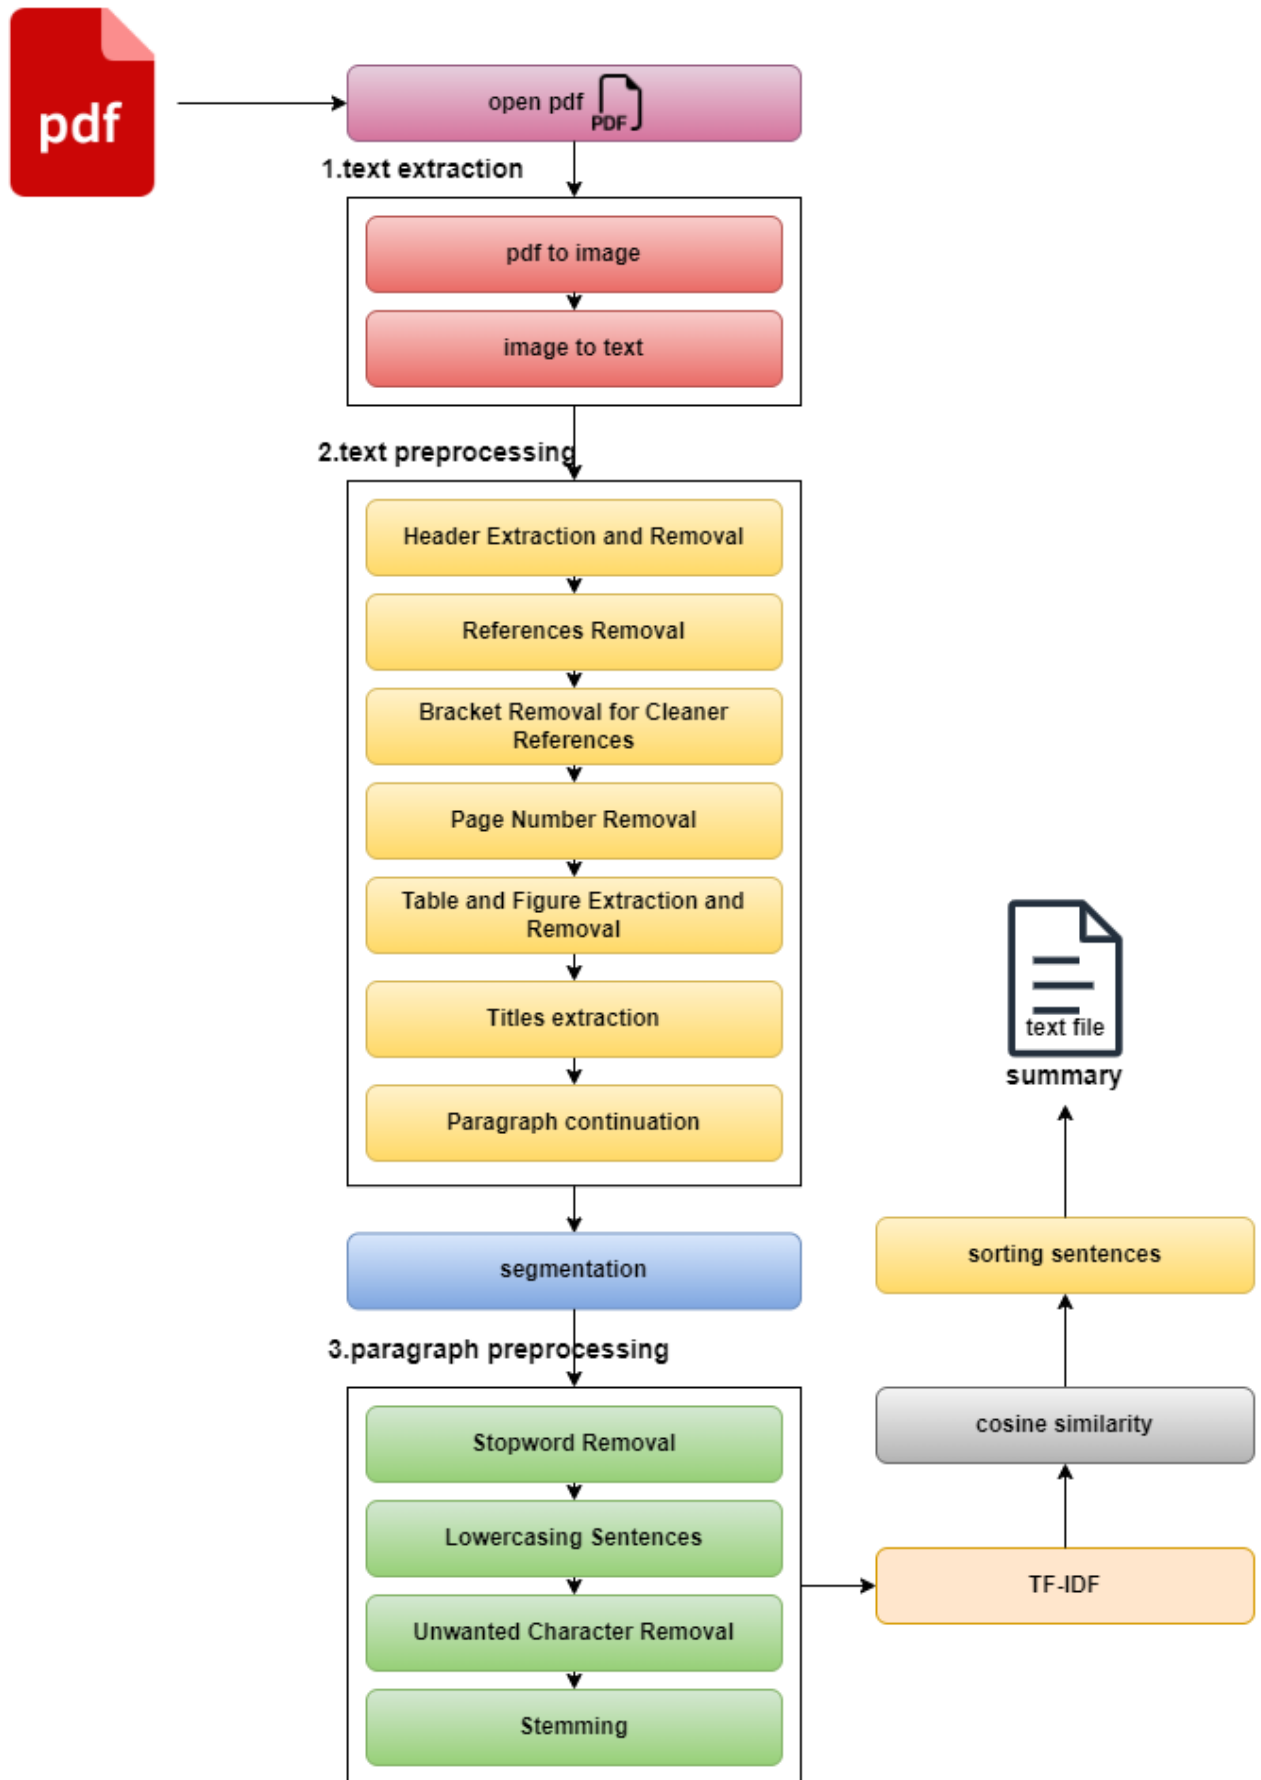 pdf
open pdf
PDF
1.text extraction
pdf to image
image to text
2.text preprocessing
Header Extraction and Removal
References Removal
Bracket Removal for Cleaner
References
Page Number Removal
Table and Figure Extraction and
Removal
Titles extraction
Paragraph continuation
segmentation
3.paragraph preprocessing
Stopword Removal
Lowercasing Sentences
Unwanted Character Removal
Stemming
TF-IDF
cosine similarity
sorting sentences
text file
summary